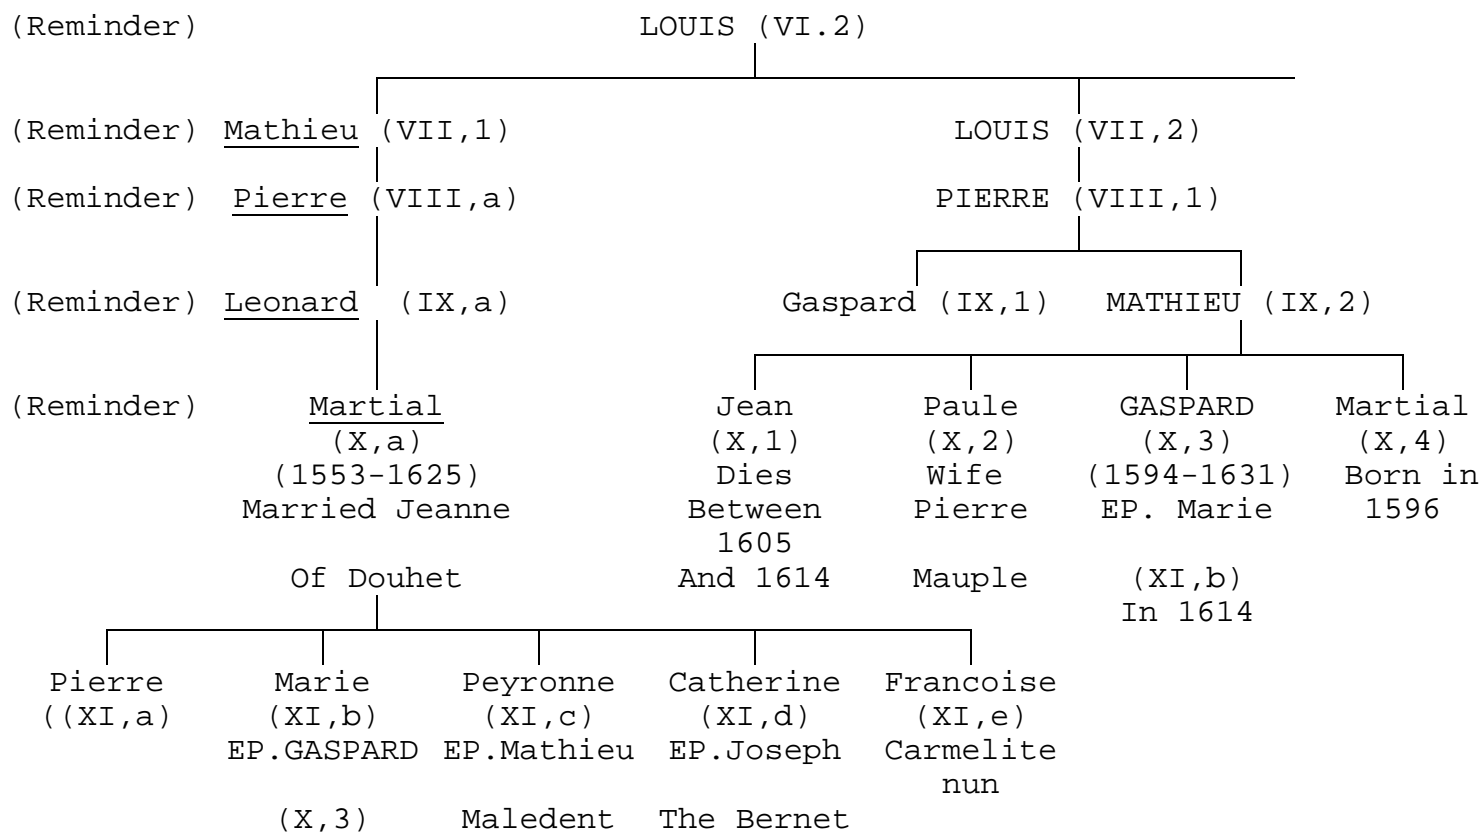 (Reminder) LOUIS (VI.2)
(Reminder) Mathieu (VII,1) LOUIS (VII,2)
(Reminder) Pierre (VIII,a) PIERRE (VIII,1)
(Reminder) Leonard (IX,a) Gaspard (IX,1) MATHIEU (IX,2)
(Reminder) Martial Jean Paule GASPARD Martial
(X,a) (X,1) (X,2) (X,3) (X,4)
(1553-1625) Dies Wife (1594-1631) Born in
Married Jeanne Between Pierre EP. Marie 1596
1605
Of Douhet And 1614 Mauple (XI,b)
In 1614
Pierre Marie Peyronne Catherine Francoise
((XI,a) (XI,b) (XI,c) (XI,d) (XI,e)
EP.GASPARD EP.Mathieu EP.Joseph Carmelite
nun
(X,3) Maledent The Bernet